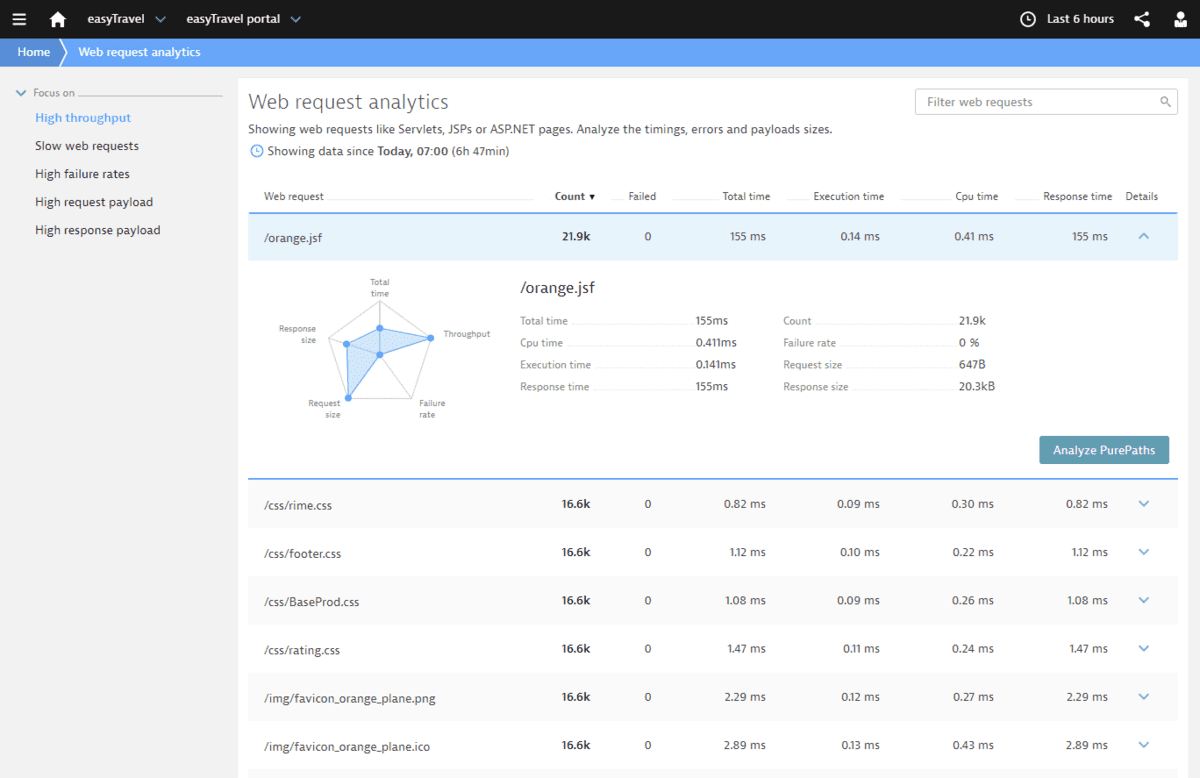 easyTravel easyTravel portal Last 6 hours
Home Web request analytics
Focus on
High throughput
Slow web requests
High failure rates
High request payload
High response payload
Web request analytics
Filter web requests
Showing web requests like Servlets, JSPs or ASP.NET pages. Analyze the timings, errors and payloads sizes.
Showing data since Today, 07:00 (6h 47min)
Web request Count ▼ Failed Total time Execution time Cpu time Response time Details
/orange.jsf 21.9k 0 155 ms 0.14 ms 0.41 ms 155 ms
Total
time
Throughput
Failure
rate
Request
size
Response
size
/orange.jsf
Total time 155ms Count 21.9k
Cpu time 0.411ms Failure rate 0 %
Execution time 0.141ms Request size 647B
Response time 155ms Response size 20.3kB
Analyze PurePaths
/css/rime.css 16.6k 0 0.82 ms 0.09 ms 0.30 ms 0.82 ms
/css/footer.css 16.6k 0 1.12 ms 0.10 ms 0.22 ms 1.12 ms
/css/BaseProd.css 16.6k 0 1.08 ms 0.09 ms 0.26 ms 1.08 ms
/css/rating.css 16.6k 0 1.47 ms 0.11 ms 0.24 ms 1.47 ms
/img/favicon_orange_plane.png 16.6k 0 2.29 ms 0.12 ms 0.27 ms 2.29 ms
/img/favicon_orange_plane.ico 16.6k 0 2.89 ms 0.13 ms 0.43 ms 2.89 ms